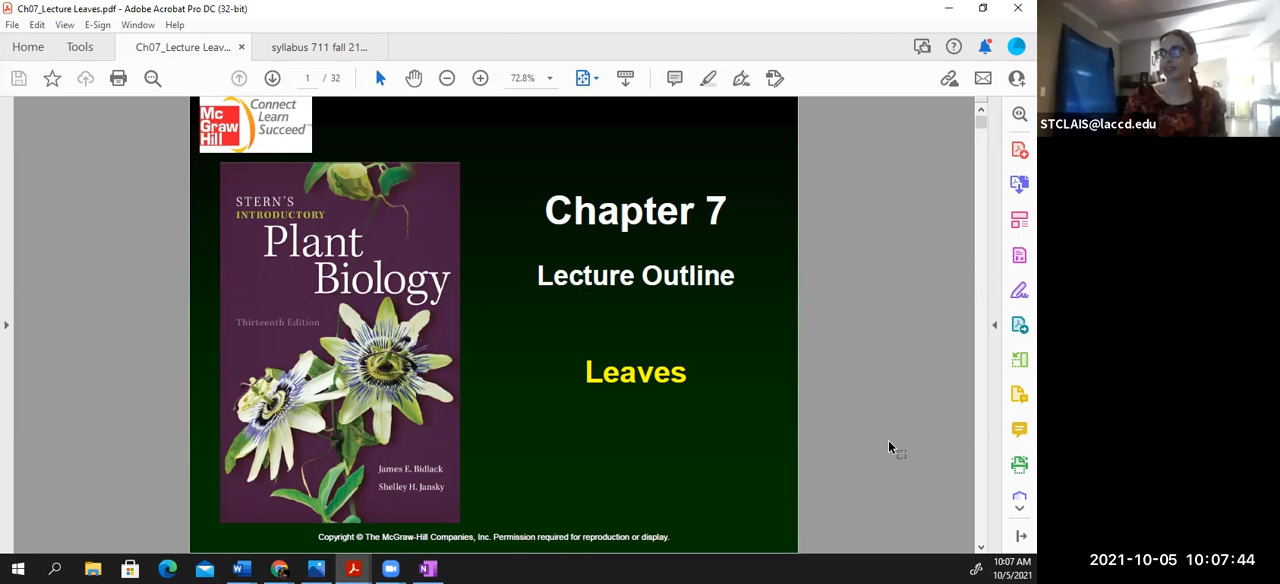 Ch07_Lecture Leaves.pdf - Adobe Acrobat Pro DC (32-bit)
File Edit View E-Sign Window Help
Home Tools Ch07_Lecture Leav... × syllabus 711 fall 21...
1 / 32 72.8%
STCLAIS@laccd.edu
Mc
Graw
Hill
Connect
Learn
Succeed™
STERN'S
INTRODUCTORY
Plant
Biology
Thirteenth Edition
James E. Bidlack
Shelley H. Jansky
Chapter 7
Lecture Outline
Leaves
Copyright © The McGraw-Hill Companies, Inc. Permission required for reproduction or display.
10:07 AM
10/5/2021
2021-10-05 10:07:44